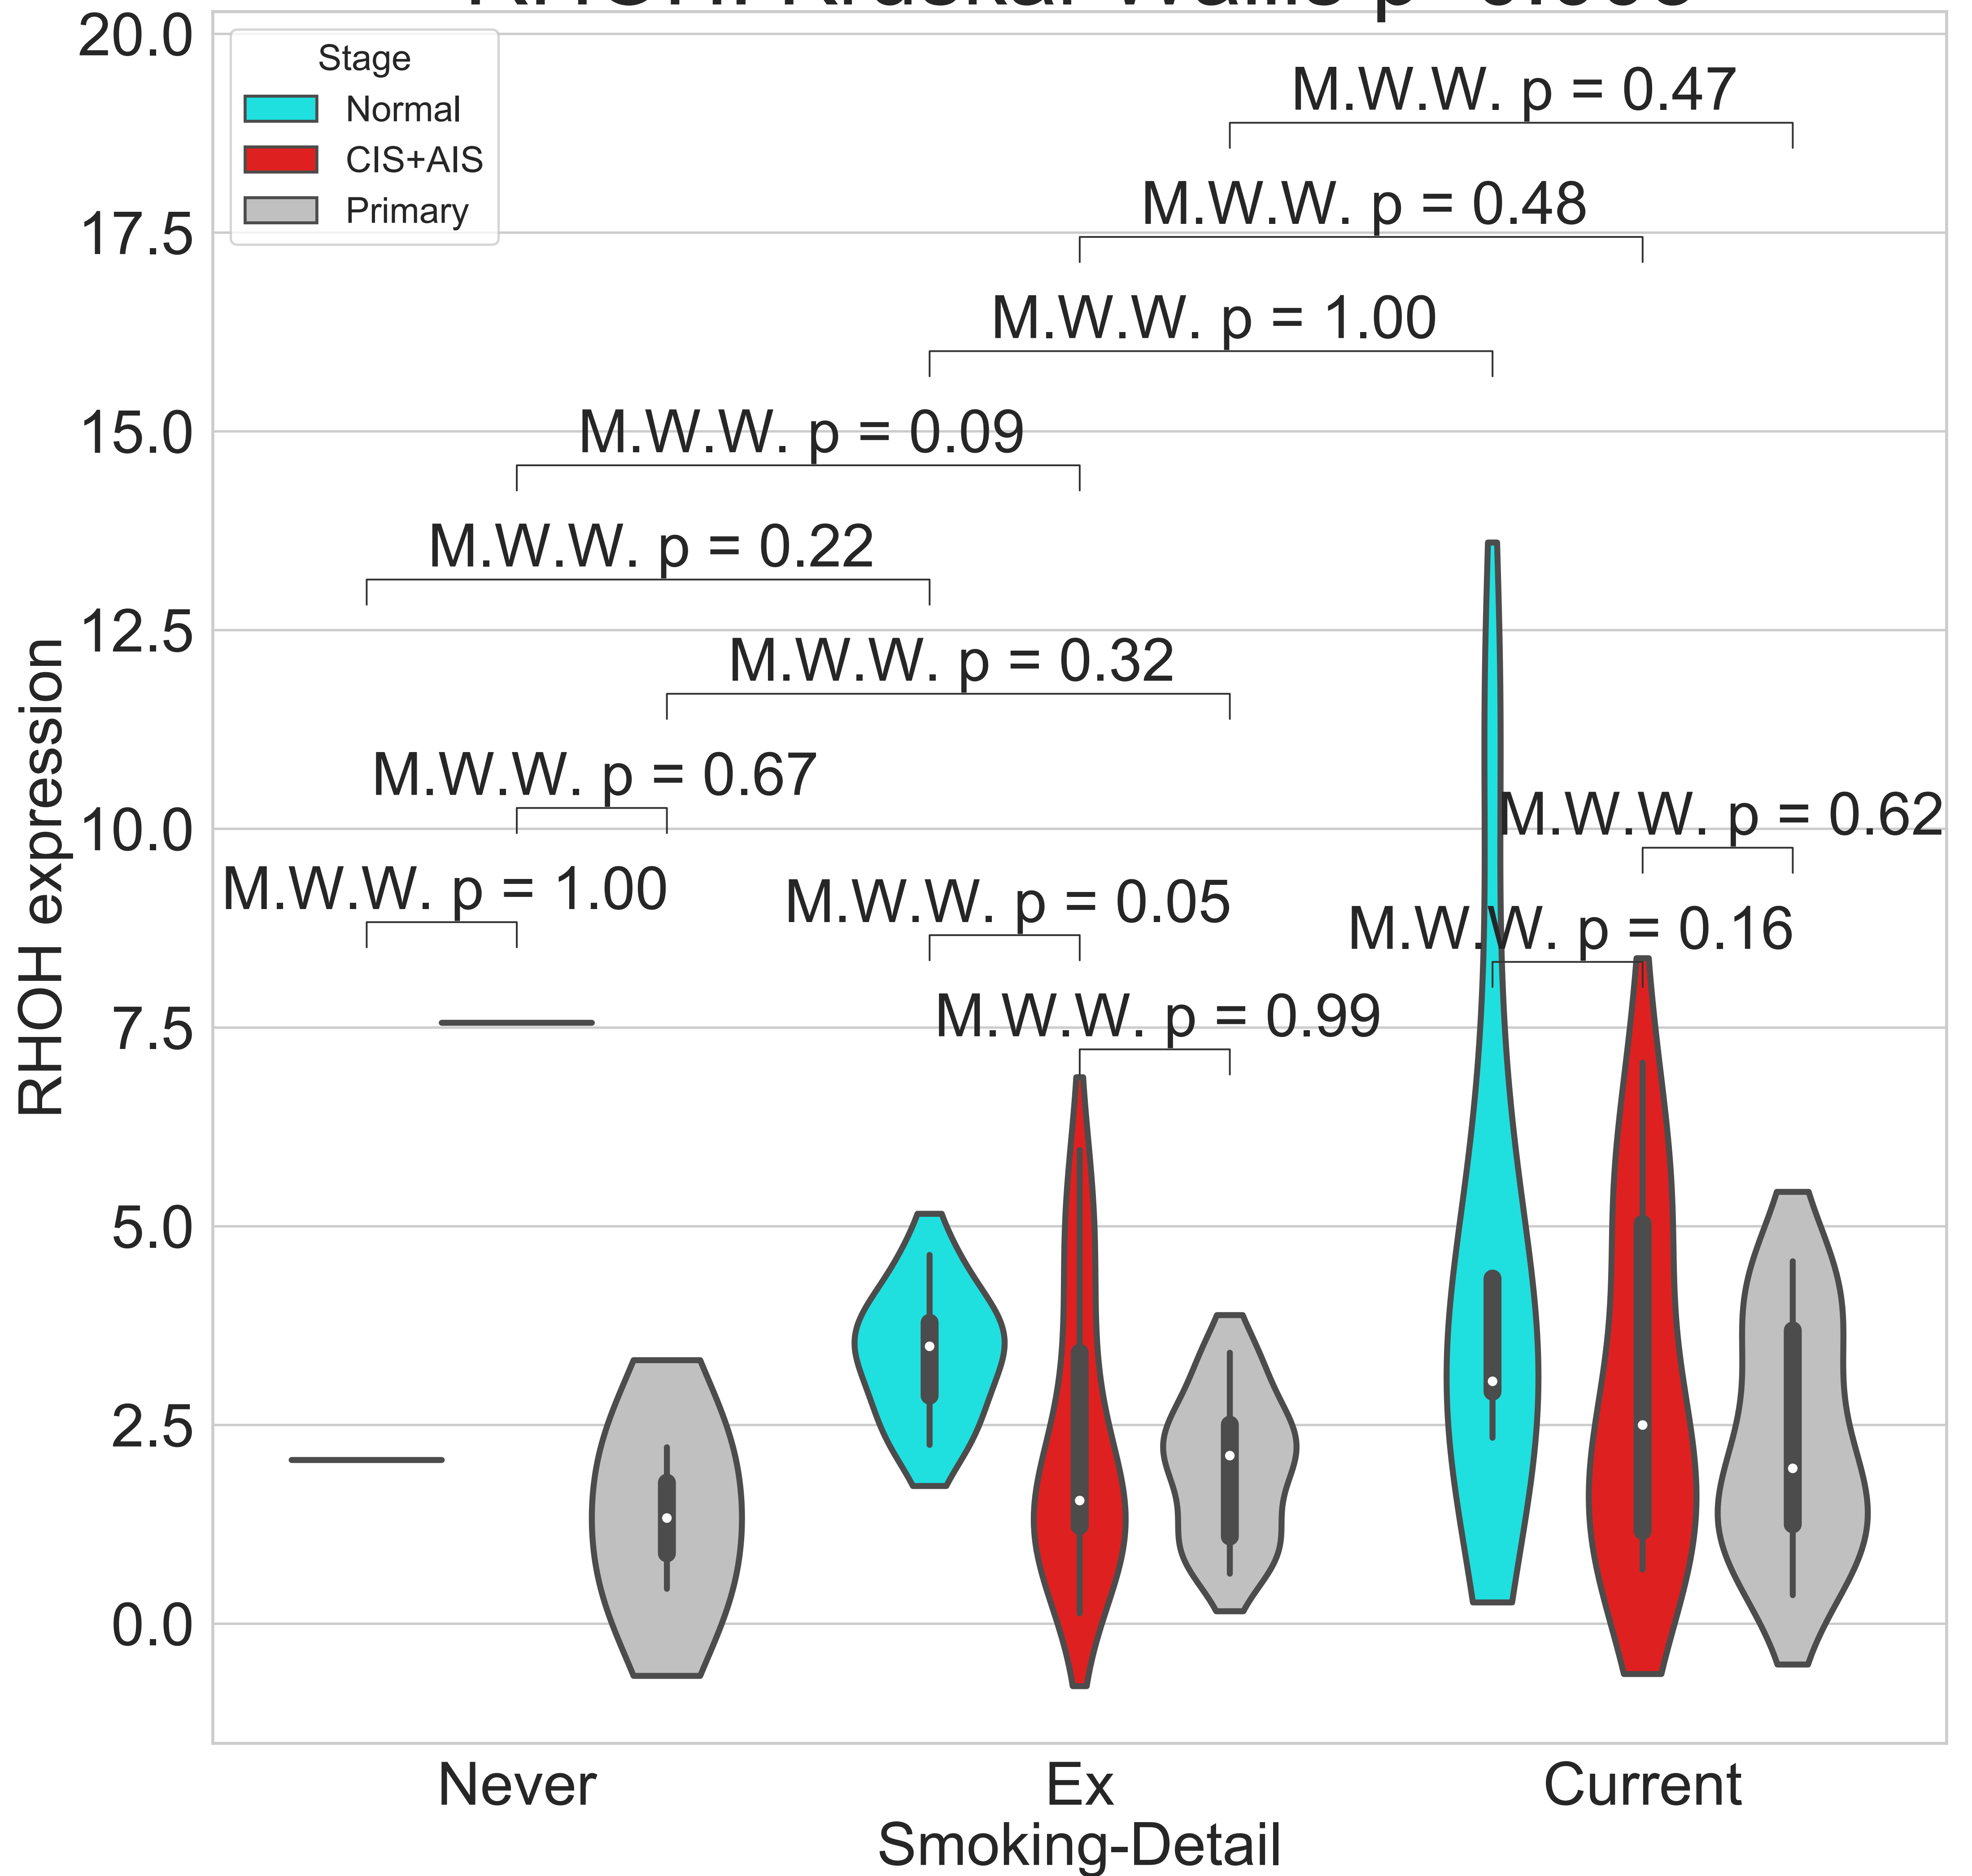 20.0
17.5
15.0
12.5
10.0
7.5
5.0
2.5
0.0
RHOH expression
Stage
Normal
CIS+AIS
Primary
M.W.W. p = 0.47
M.W.W. p = 0.48
M.W.W. p = 1.00
M.W.W. p = 0.09
M.W.W. p = 0.22
M.W.W. p = 0.32
M.W.W. p = 0.67
M.W.W. p = 0.62
M.W.W. p = 1.00
M.W.W. p = 0.05
M.W.W. p = 0.16
M.W.W. p = 0.99
Never
Ex
Current
Smoking-Detail